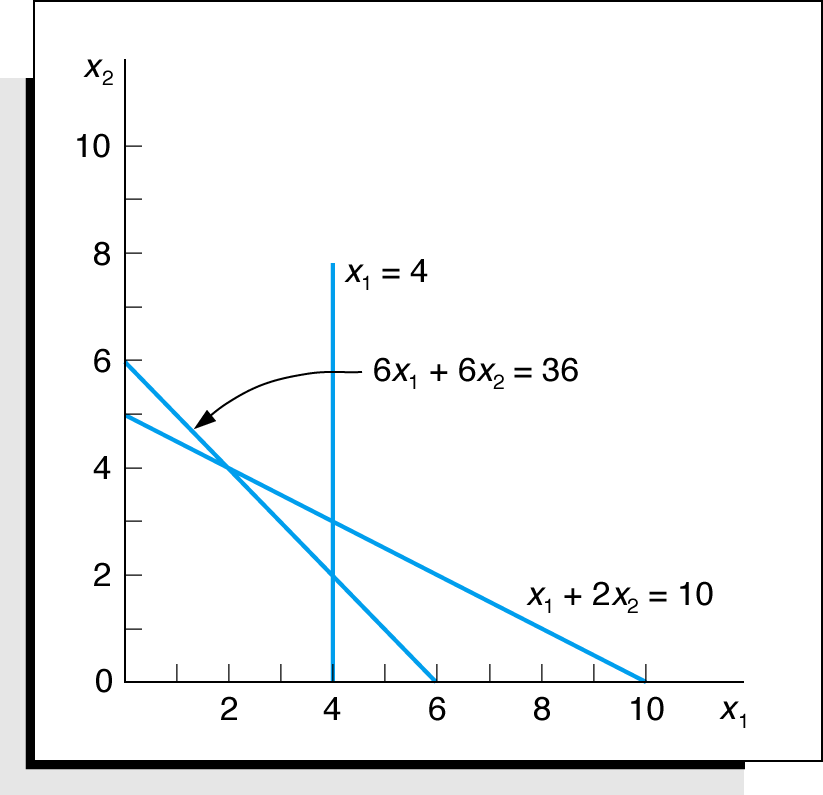 x₂
10
8
x₁ = 4
6
6x₁ + 6x₂ = 36
4
2
x₁ + 2x₂ = 10
0
2 4 6 8 10 x₁